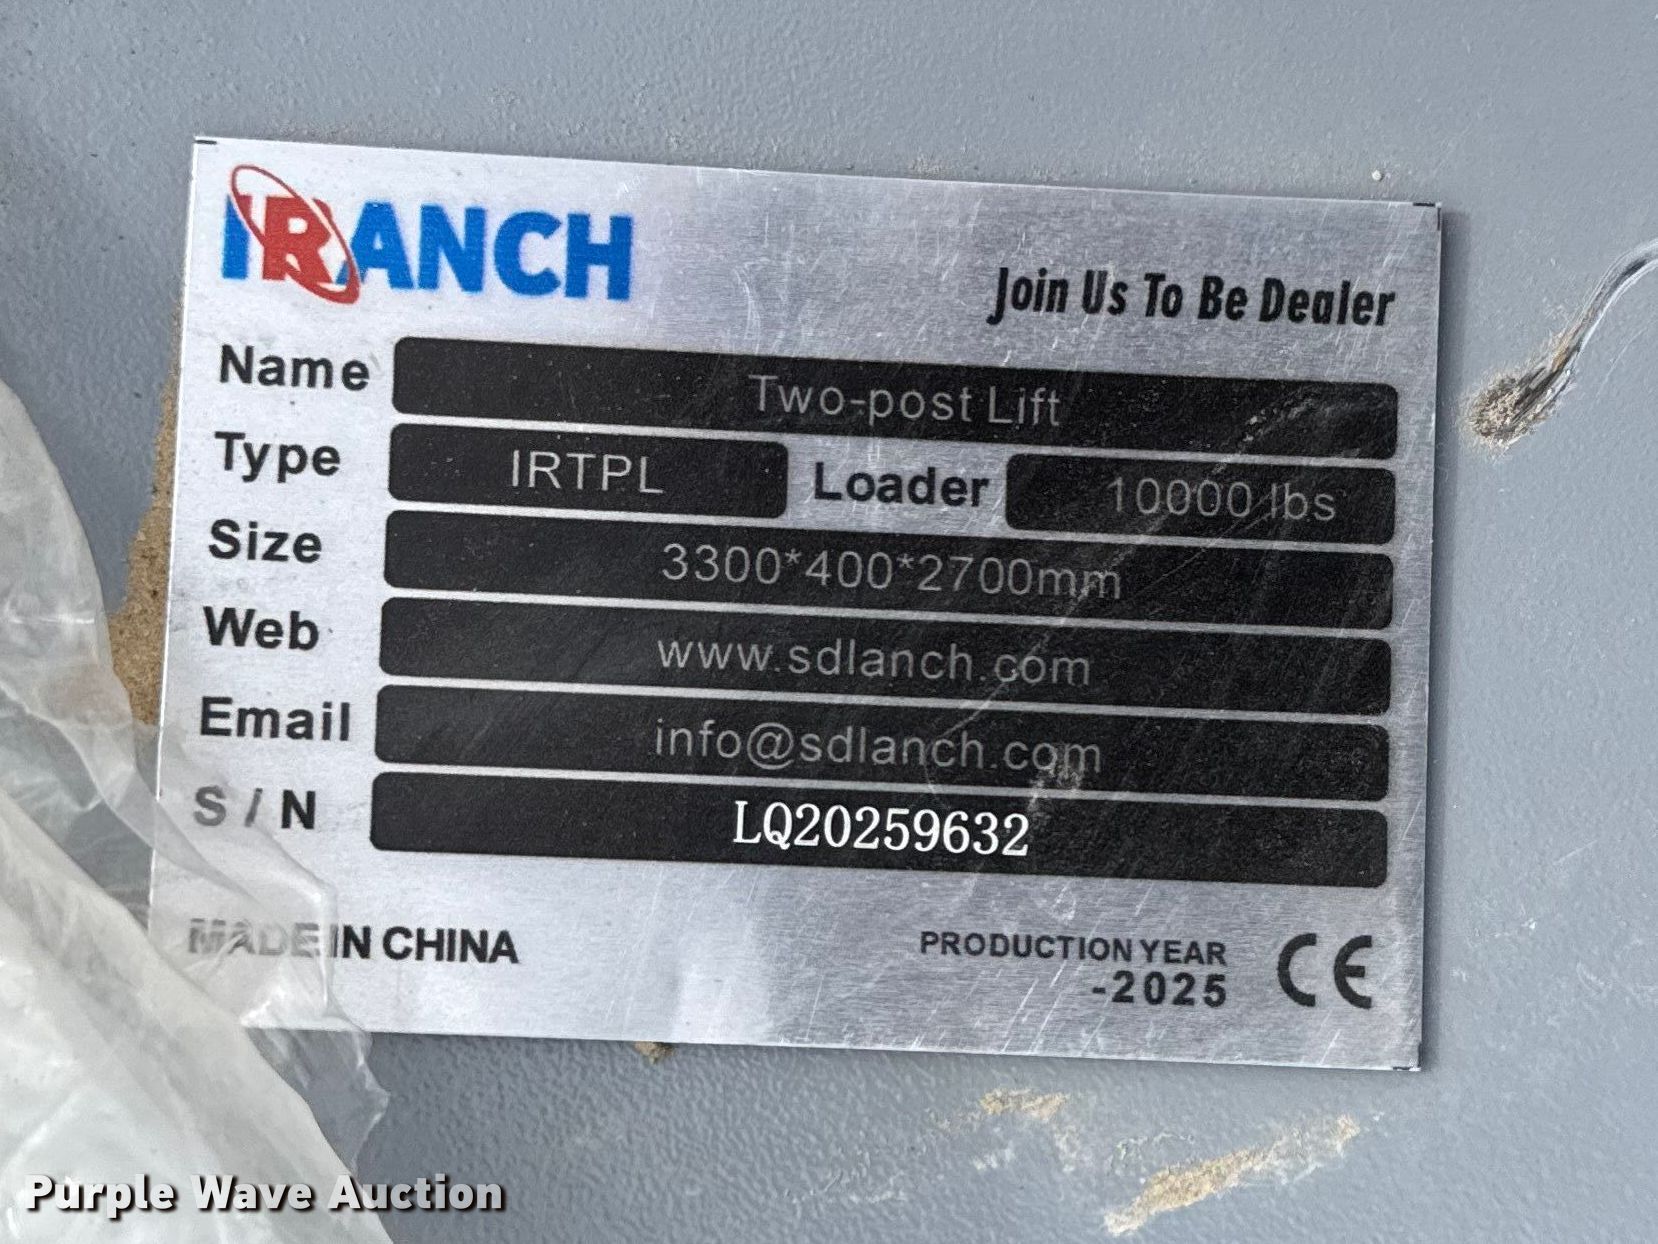 IRANCH
Join Us To Be Dealer
Name Two-post Lift
Type IRTPL Loader 10000 lbs
Size 3300*400*2700mm
Web www.sdlanch.com
Email info@sdlanch.com
S/N LQ20259632
MADE IN CHINA
PRODUCTION YEAR
-2025
CE
Purple Wave Auction